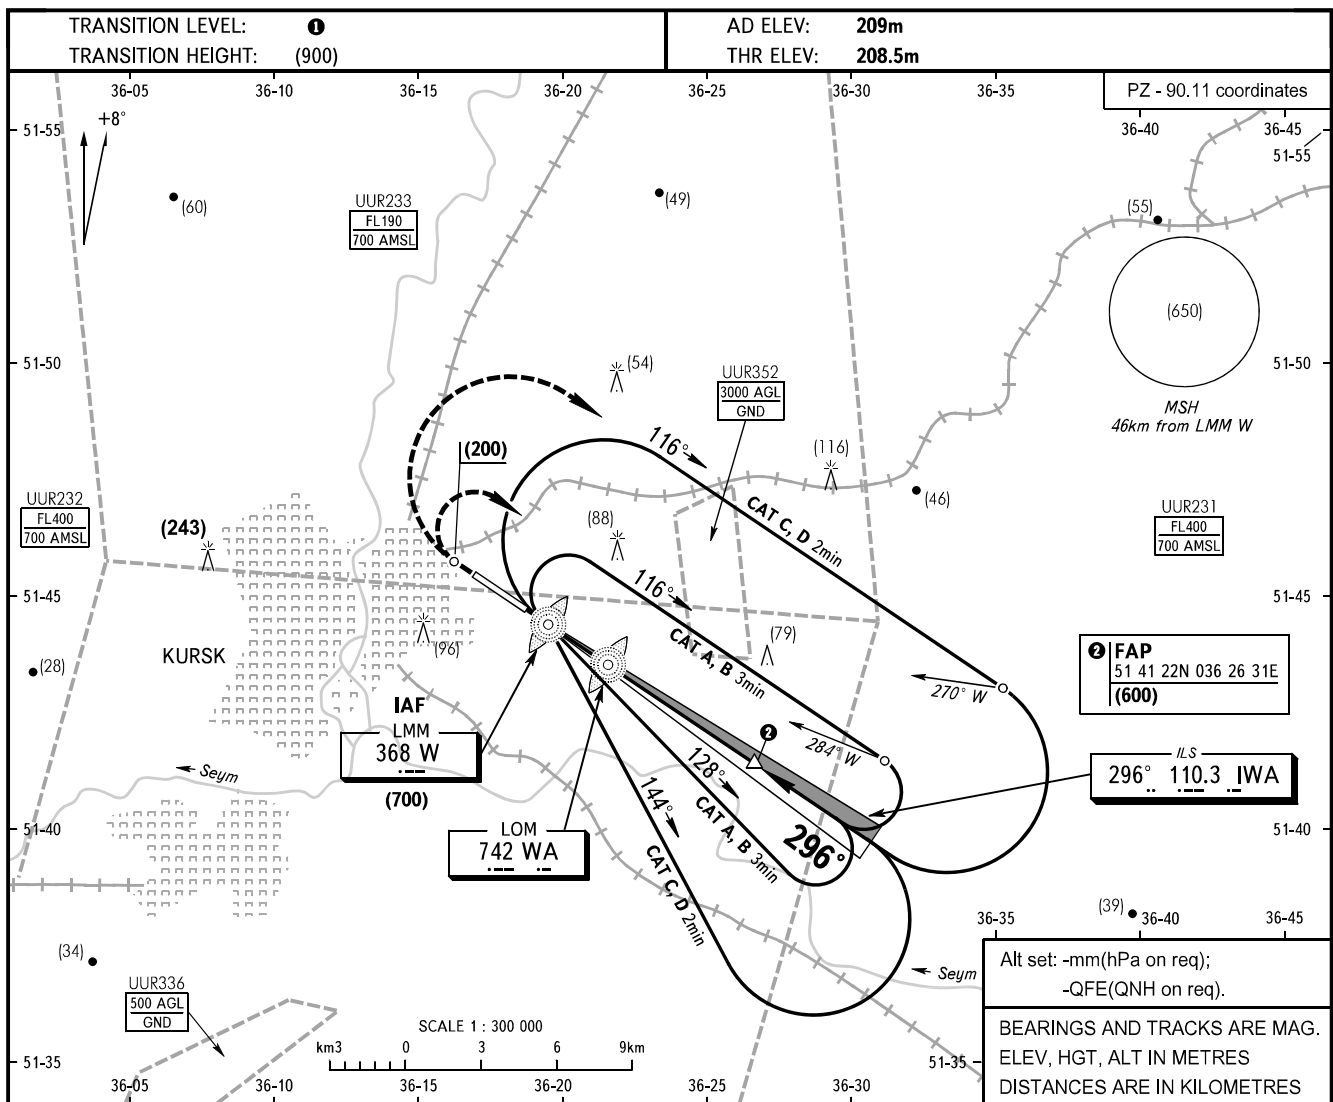 TRANSITION LEVEL: ❶
TRANSITION HEIGHT: (900)
AD ELEV: 209m
THR ELEV: 208.5m
36-05 36-10 36-15 36-20 36-25 36-30 36-35
PZ - 90.11 coordinates
36-40 36-45
51-55
51-55
+8°
(60)
UUR233
FL190
700 AMSL
(49)
(55)
(650)
MSH
46km from LMM W
51-50
51-50
(54)
UUR352
3000 AGL
GND
116°
(200)
(116)
(46)
UUR232
FL400
700 AMSL
(243)
(88)
CAT C, D 2min
UUR231
FL400
700 AMSL
51-45
51-45
116°
CAT A, B 3min
(79)
(96)
KURSK
(28)
❷ FAP
51 41 22N 036 26 31E
(600)
270° W
284° W
❷
IAF
LMM
368 W
(700)
Seym
ILS
296° 110.3 IWA
128°
CAT A, B 3min
144°
CAT C, D 2min
296°
LOM
742 WA
51-40
51-40
(39)
36-35 36-40 36-45
(34)
Seym
UUR336
500 AGL
GND
Alt set: -mm(hPa on req);
-QFE(QNH on req).
BEARINGS AND TRACKS ARE MAG.
ELEV, HGT, ALT IN METRES
DISTANCES ARE IN KILOMETRES
SCALE 1 : 300 000
km3 0 3 6 9km
51-35
51-35
36-05 36-10 36-15 36-20 36-25 36-30